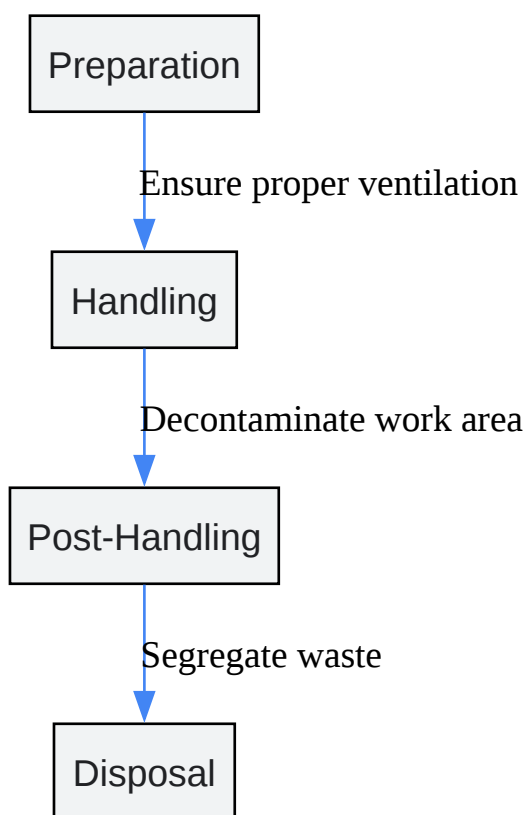 Preparation
Ensure proper ventilation
Handling
Decontaminate work area
Post-Handling
Segregate waste
Disposal